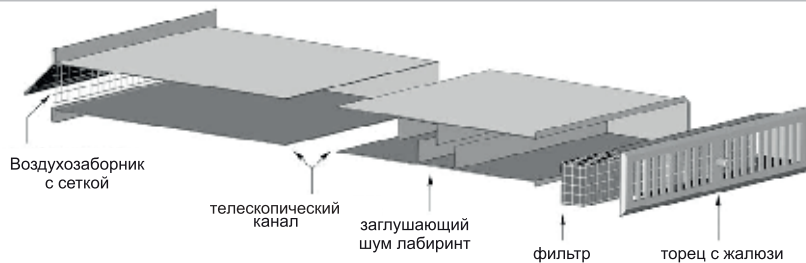 Воздухозаборник
с сеткой
телескопический
канал
заглушающий
шум лабиринт
фильтр
торец с жалюзи